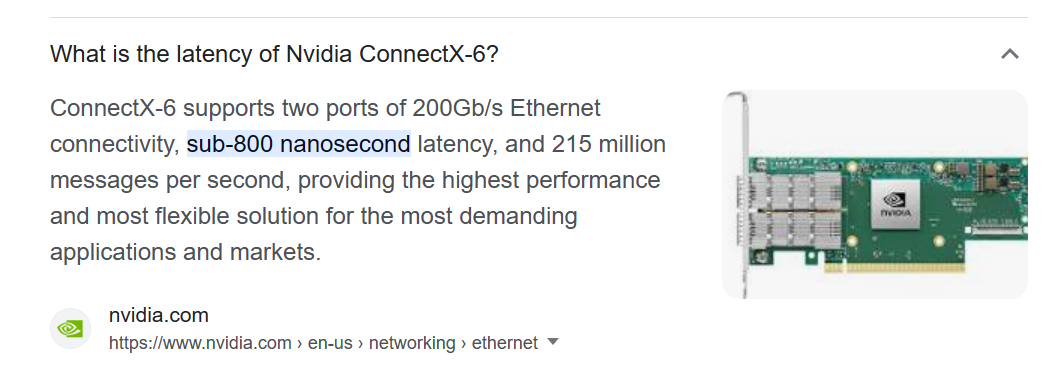 What is the latency of Nvidia ConnectX-6?
ConnectX-6 supports two ports of 200Gb/s Ethernet
connectivity, sub-800 nanosecond latency, and 215 million
messages per second, providing the highest performance
and most flexible solution for the most demanding
applications and markets.
nVIDIA
nvidia.com
https://www.nvidia.com › en-us › networking › ethernet